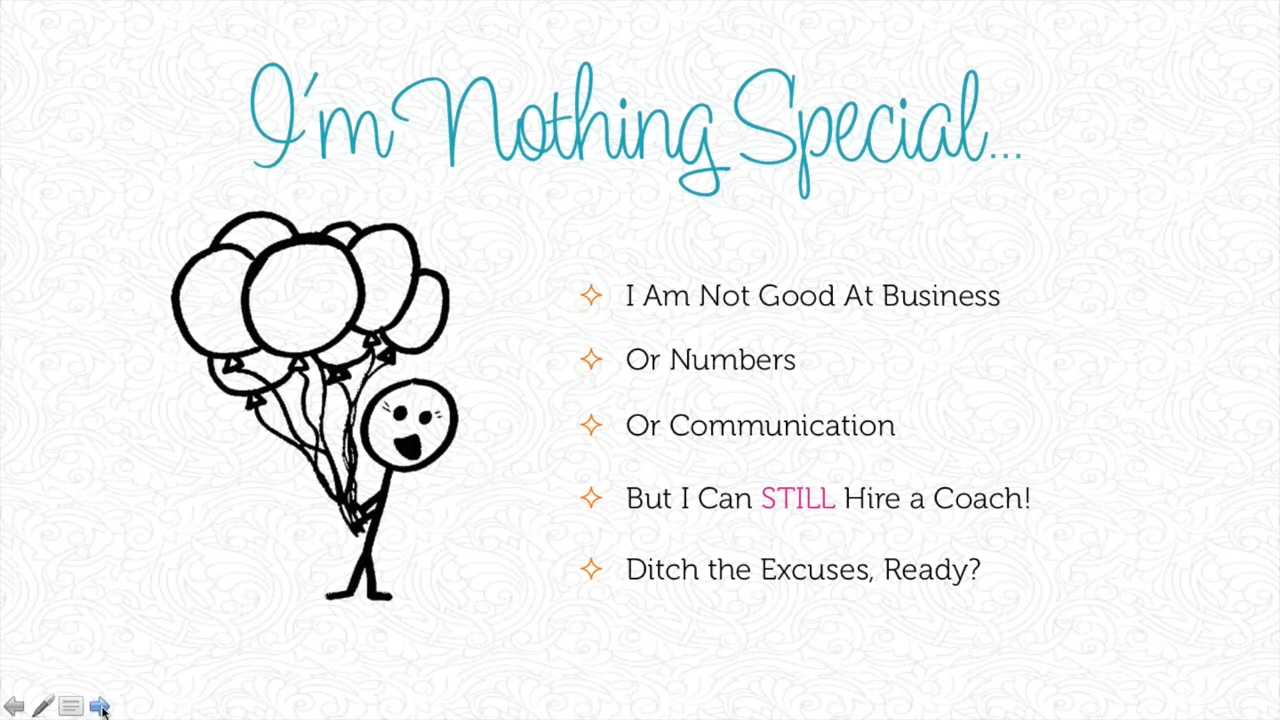 I'm Nothing Special...
I Am Not Good At Business
Or Numbers
Or Communication
But I Can STILL Hire a Coach!
Ditch the Excuses, Ready?